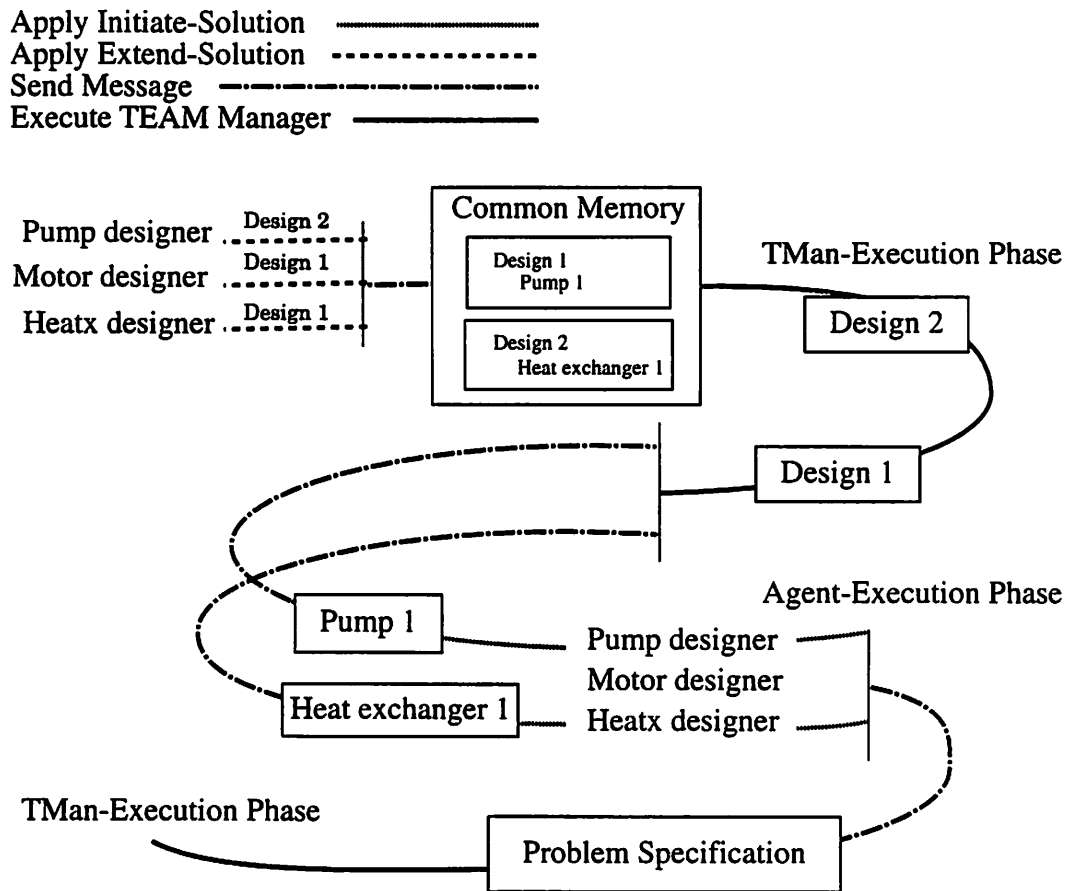 Apply Initiate-Solution
Apply Extend-Solution
Send Message
Execute TEAM Manager
Common Memory
Pump designer
Design 2
Motor designer
Design 1
Heatx designer
Design 1
Design 1
Pump 1
Design 2
Heat exchanger 1
TMan-Execution Phase
Design 2
Design 1
Agent-Execution Phase
Pump 1
Pump designer
Motor designer
Heat exchanger 1
Heatx designer
TMan-Execution Phase
Problem Specification